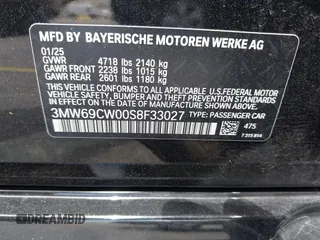 MFD BY BAYERISCHE MOTOREN WERKE AG
01/25
GVWR 4718 lbs 2140 kg
GAWR FRONT 2238 lbs 1015 kg
GAWR REAR 2601 lbs 1180 kg
THIS VEHICLE CONFORMS TO ALL APPLICABLE
U.S. FEDERAL MOTOR VEHICLE SAFETY, BUMPER,
AND THEFT PREVENTION STANDARDS IN EFFECT
ON THE DATE OF MANUFACTURE SHOWN ABOVE.
3MW69CW00S8F33027 TYPE: PASSENGER CAR
475
DREAMBID